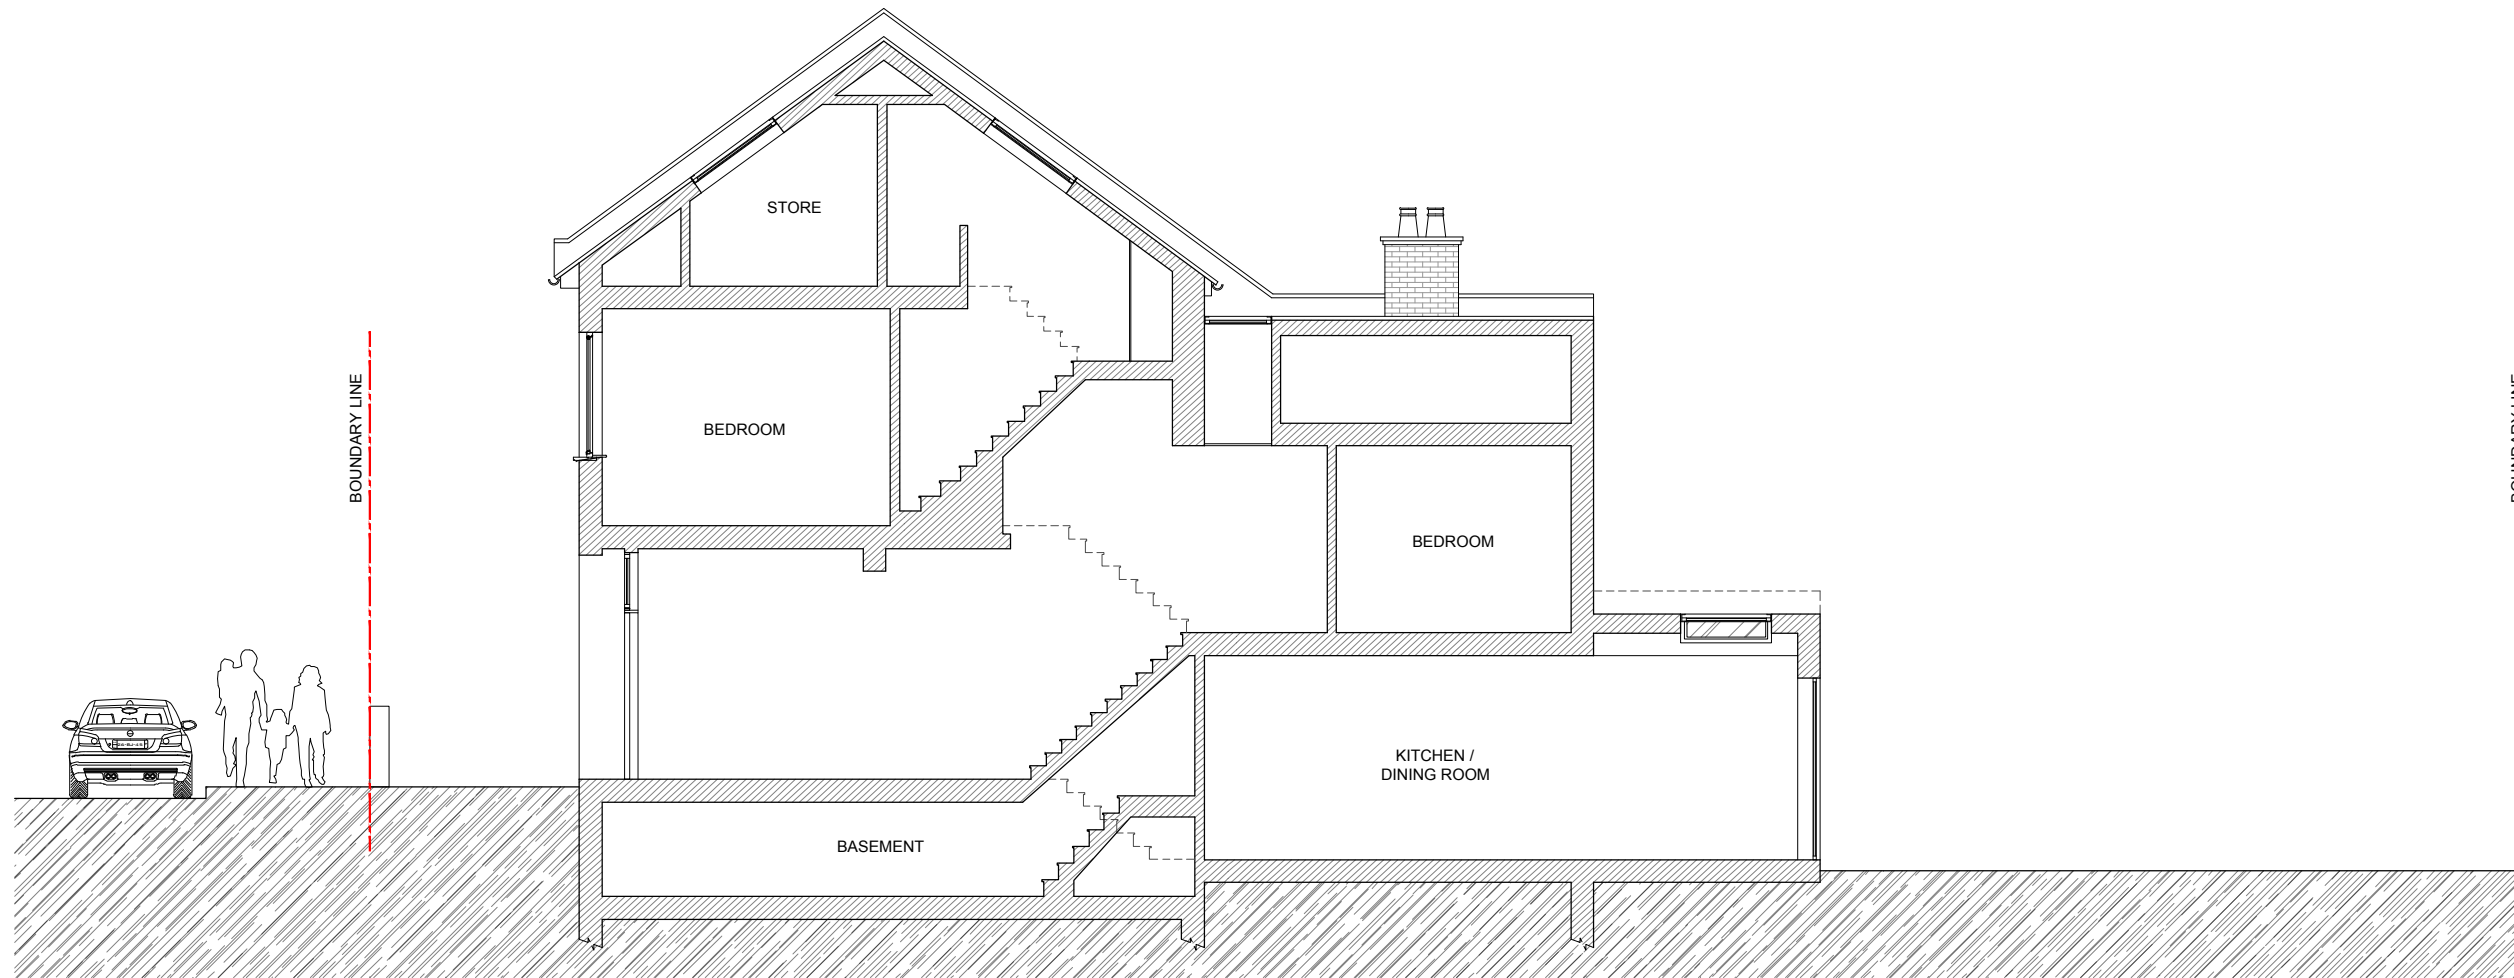 STORE
BOUNDARY LINE
BEDROOM
BEDROOM
KITCHEN /
DINING ROOM
BASEMENT